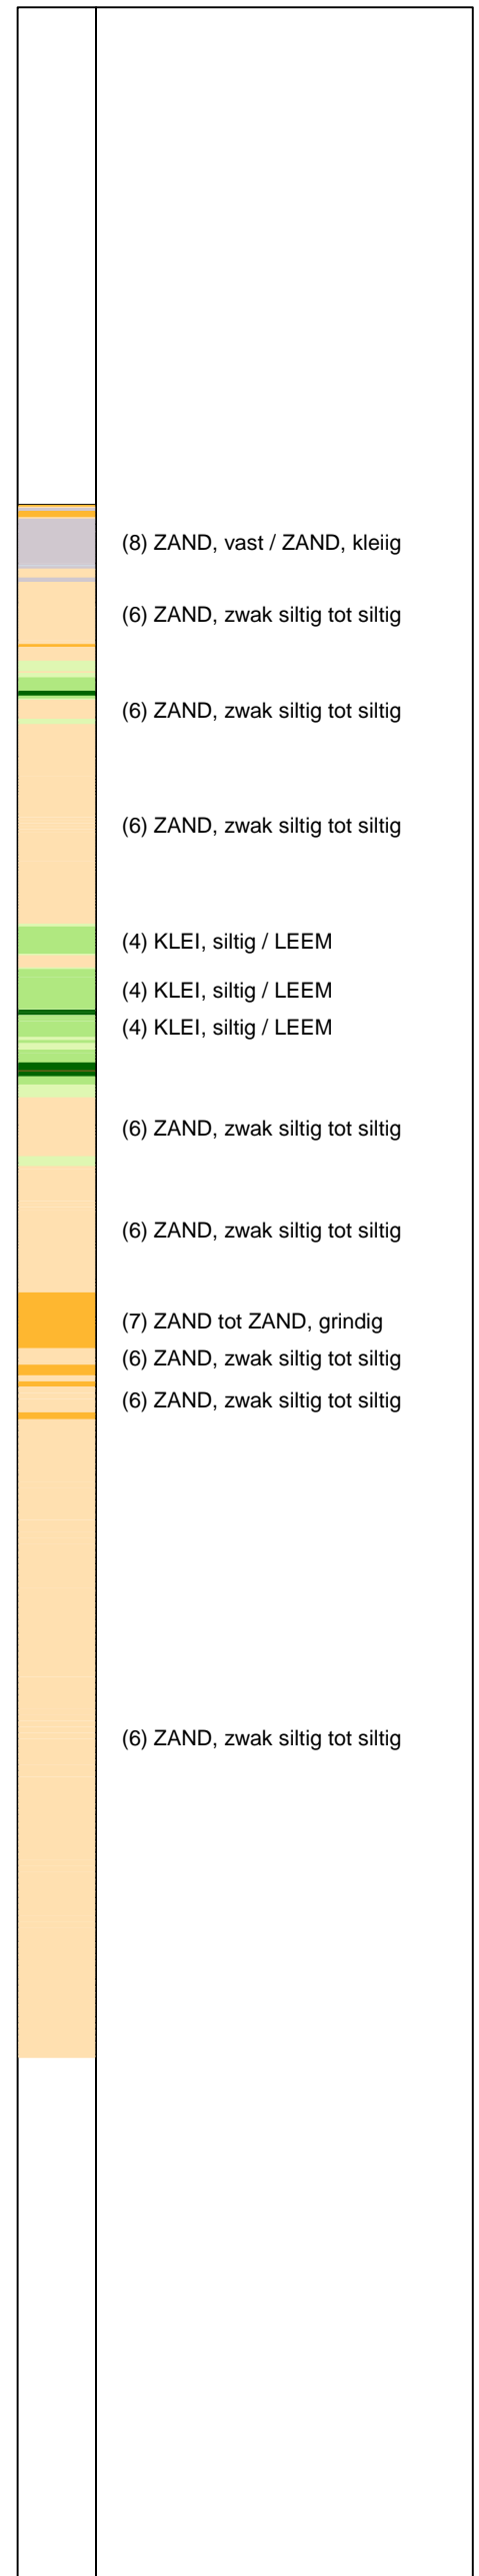 (8) ZAND, vast / ZAND, kleiig
(6) ZAND, zwak siltig tot siltig
(6) ZAND, zwak siltig tot siltig
(6) ZAND, zwak siltig tot siltig
(4) KLEI, siltig / LEEM
(4) KLEI, siltig / LEEM
(4) KLEI, siltig / LEEM
(6) ZAND, zwak siltig tot siltig
(6) ZAND, zwak siltig tot siltig
(7) ZAND tot ZAND, grindig
(6) ZAND, zwak siltig tot siltig
(6) ZAND, zwak siltig tot siltig
(6) ZAND, zwak siltig tot siltig